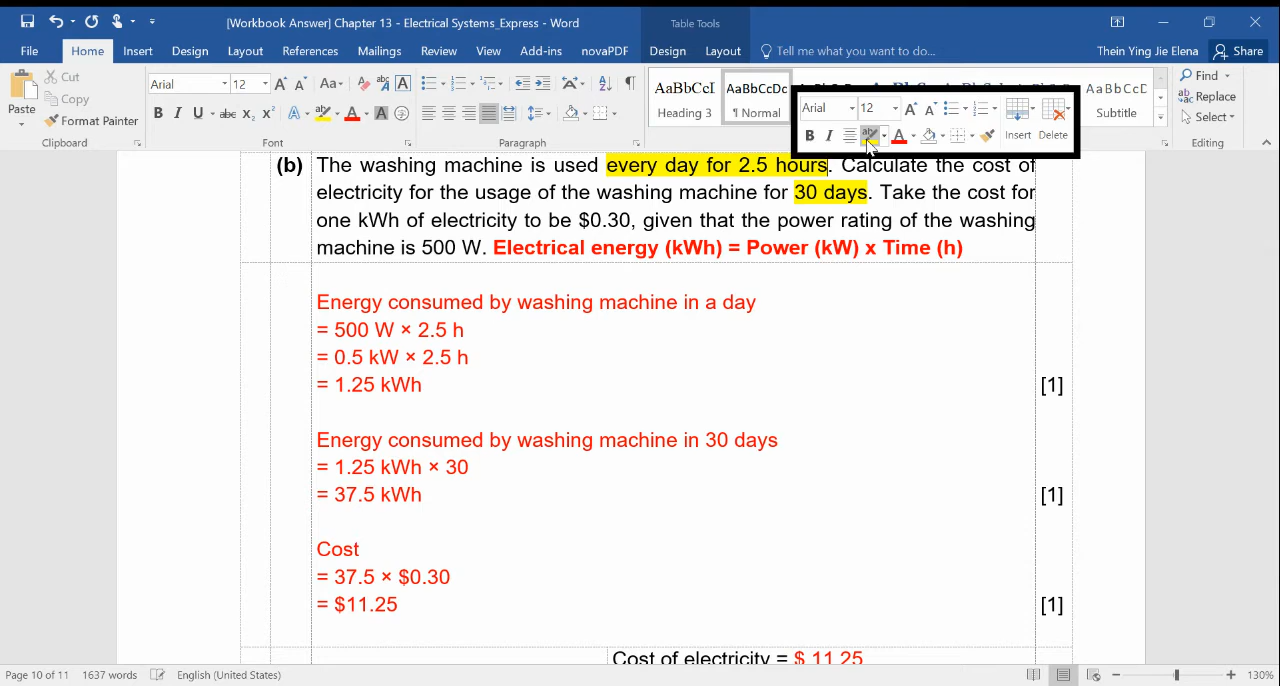 [Workbook Answer] Chapter 13 - Electrical Systems_Express - Word
Table Tools
File Home Insert Design Layout References Mailings Review View Add-ins novaPDF Design Layout Tell me what you want to do... Thein Ying Jie Elena Share
Paste
Cut
Copy
Format Painter
Clipboard
Arial 12
Font
Paragraph
AaBbCcI AaBbCcDc AaBbCcD
Heading 3 ¶ Normal Subtitle
Find
Replace
Select
Editing
Arial 12
Insert Delete
(b) The washing machine is used every day for 2.5 hours. Calculate the cost of
electricity for the usage of the washing machine for 30 days. Take the cost for
one kWh of electricity to be $0.30, given that the power rating of the washing
machine is 500 W. Electrical energy (kWh) = Power (kW) x Time (h)
Energy consumed by washing machine in a day
= 500 W × 2.5 h
= 0.5 kW × 2.5 h
= 1.25 kWh [1]
Energy consumed by washing machine in 30 days
= 1.25 kWh × 30
= 37.5 kWh [1]
Cost
= 37.5 × $0.30
= $11.25 [1]
Cost of electricity = $ 11.25
Page 10 of 11 1637 words English (United States) 130%